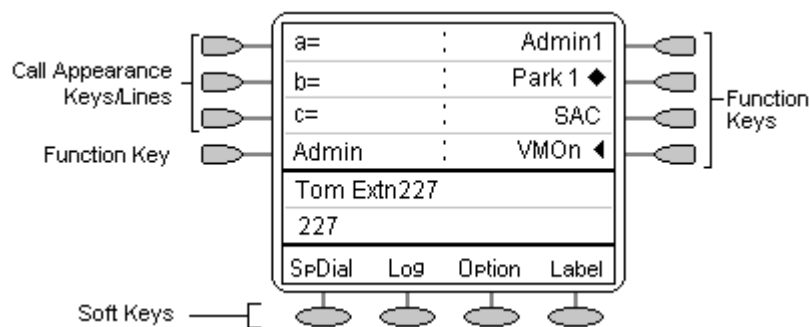 a= Admin1
Call Appearance
Keys/Lines
b= Park 1 ◆
c= SAC
Function
Keys
Function Key
Admin VMOn ◀
Tom Extn227
227
SpDial Log Option Label
Soft Keys